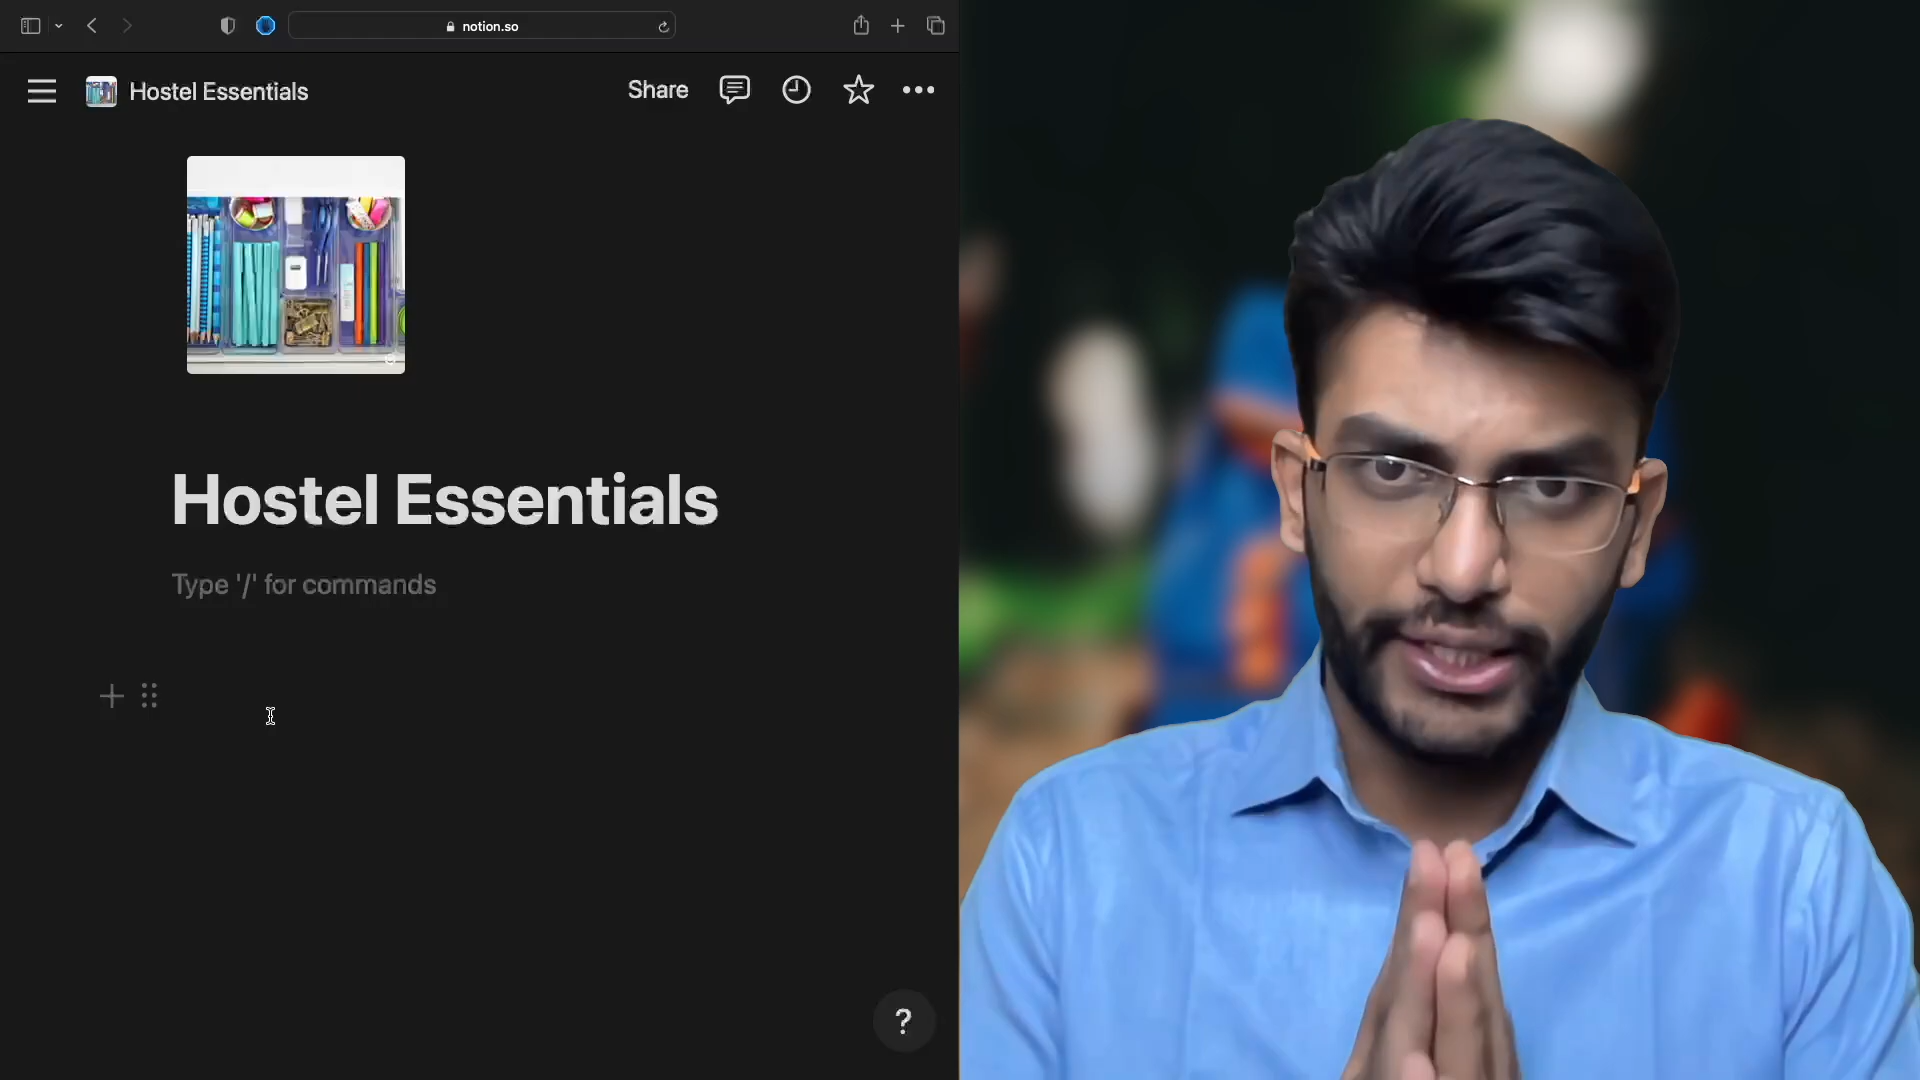 notion.so
Hostel Essentials
Share
Hostel Essentials
Type '/' for commands
?